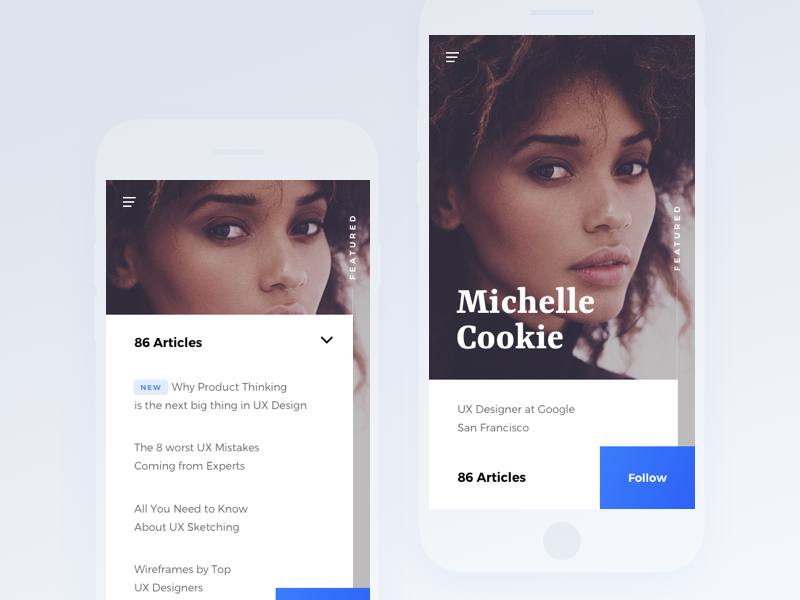 FEATURED
86 Articles
NEW Why Product Thinking
is the next big thing in UX Design
The 8 worst UX Mistakes
Coming from Experts
All You Need to Know
About UX Sketching
Wireframes by Top
UX Designers
FEATURED
Michelle
Cookie
UX Designer at Google
San Francisco
86 Articles
Follow